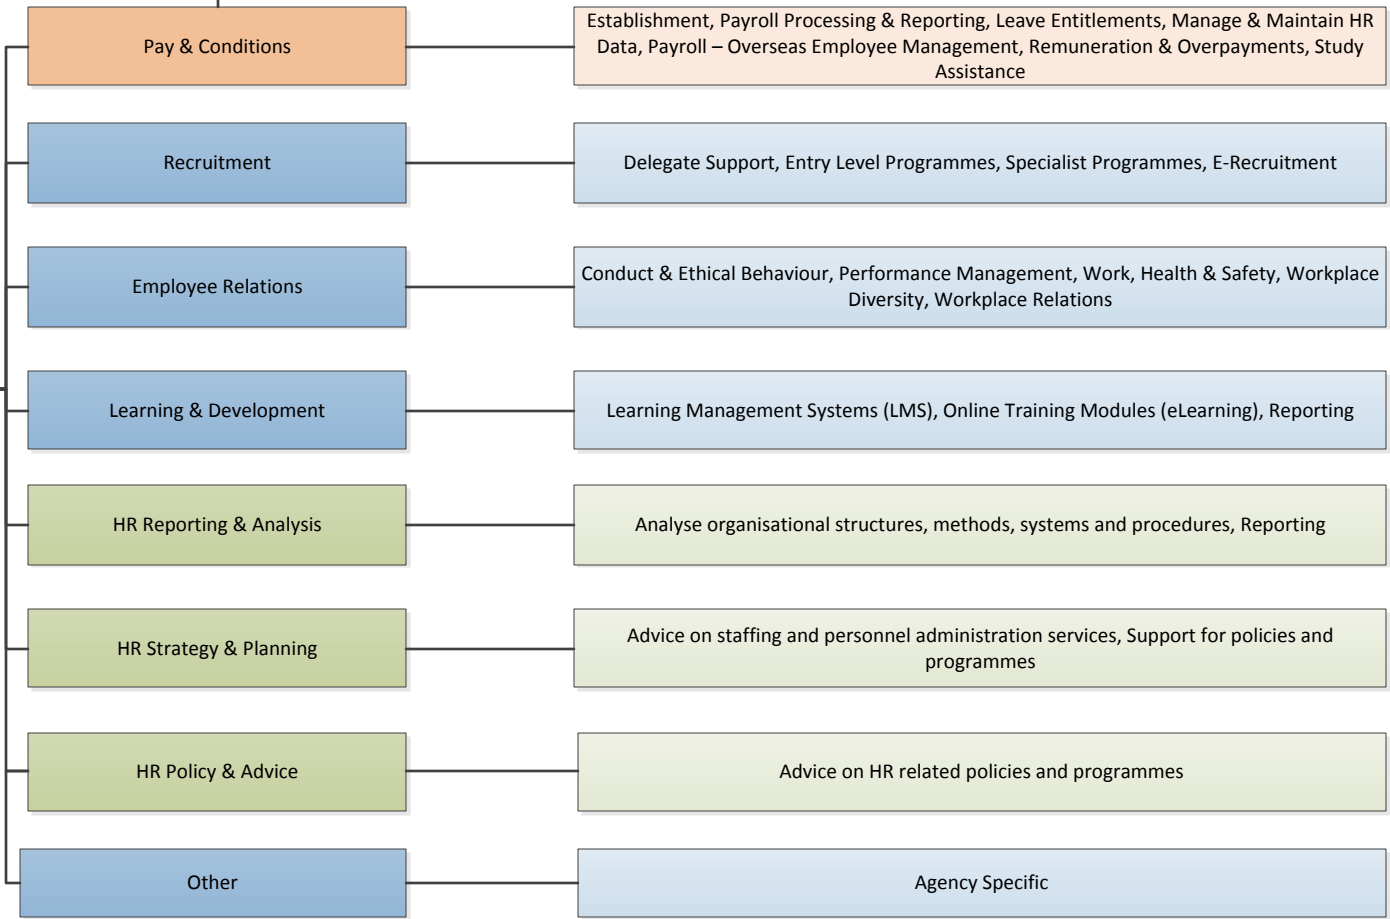 Pay & Conditions
Establishment, Payroll Processing & Reporting, Leave Entitlements, Manage & Maintain HR
Data, Payroll – Overseas Employee Management, Remuneration & Overpayments, Study
Assistance
Recruitment
Delegate Support, Entry Level Programmes, Specialist Programmes, E-Recruitment
Employee Relations
Conduct & Ethical Behaviour, Performance Management, Work, Health & Safety, Workplace
Diversity, Workplace Relations
Learning & Development
Learning Management Systems (LMS), Online Training Modules (eLearning), Reporting
HR Reporting & Analysis
Analyse organisational structures, methods, systems and procedures, Reporting
HR Strategy & Planning
Advice on staffing and personnel administration services, Support for policies and
programmes
HR Policy & Advice
Advice on HR related policies and programmes
Other
Agency Specific